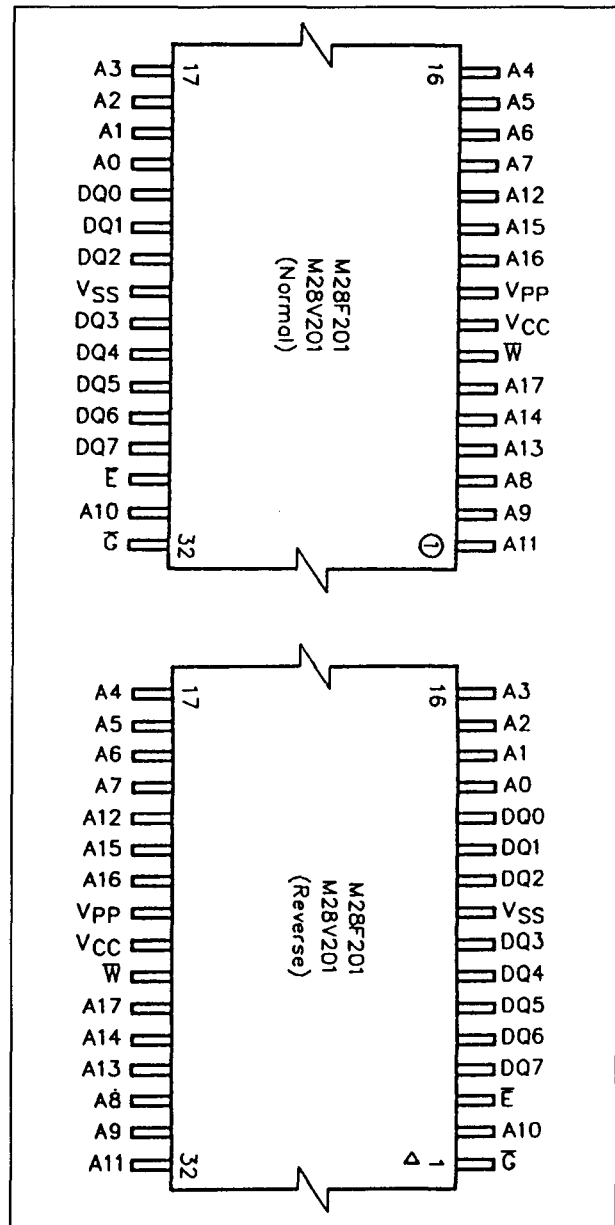 A3 17 16 A4
A2 A5
A1 A6
A0 A7
DQ0 A12
DQ1 A15
DQ2 A16
VSS VPP
DQ3 VCC
DQ4 W̅
DQ5 A17
DQ6 A14
DQ7 A13
E̅ A8
A10 A9
G̅ 32 1 A11
M28F201
M28V201
(Normal)
A4 17 16 A3
A5 A2
A6 A1
A7 A0
A12 DQ0
A15 DQ1
A16 DQ2
VPP VSS
VCC DQ3
W̅ DQ4
A17 DQ5
A14 DQ6
A13 DQ7
A8 E̅
A9 A10
A11 32 1 G̅
M28F201
M28V201
(Reverse)